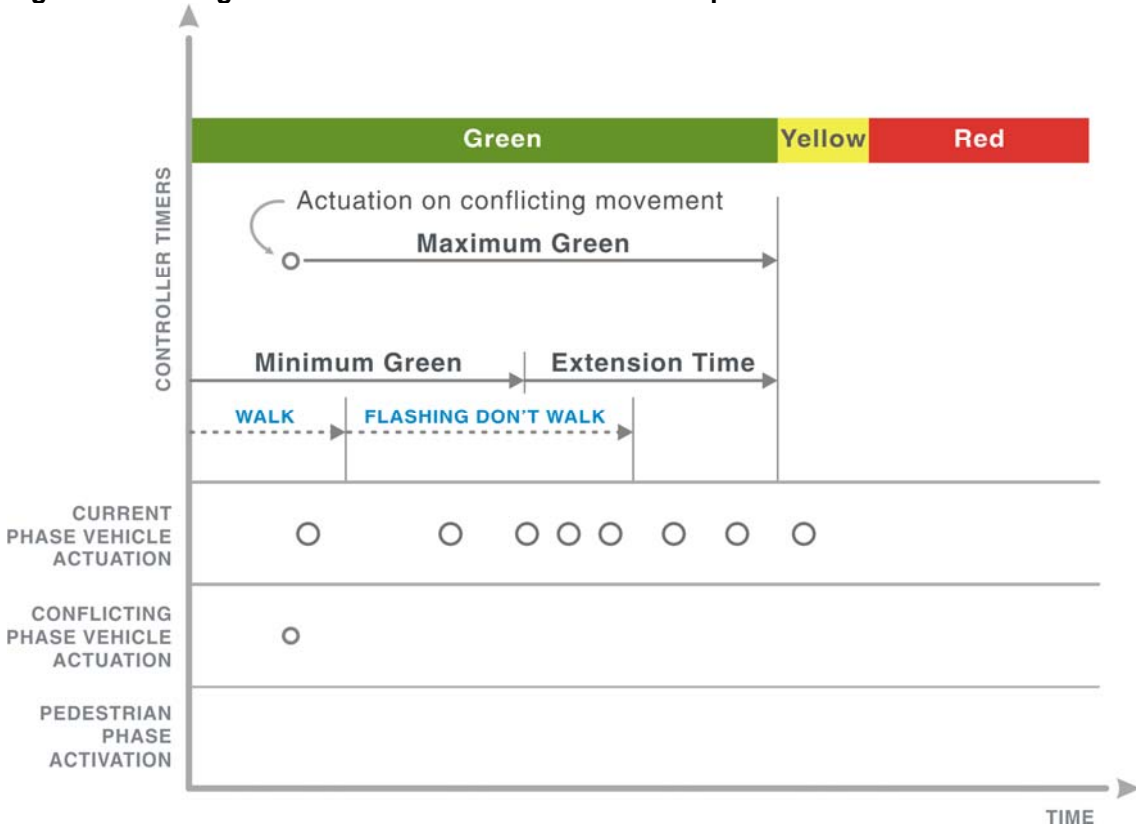 Green Yellow Red
Actuation on conflicting movement
Maximum Green
CONTROLLER TIMERS
Minimum Green Extension Time
WALK FLASHING DON'T WALK
CURRENT
PHASE VEHICLE
ACTUATION
CONFLICTING
PHASE VEHICLE
ACTUATION
PEDESTRIAN
PHASE
ACTIVATION
TIME